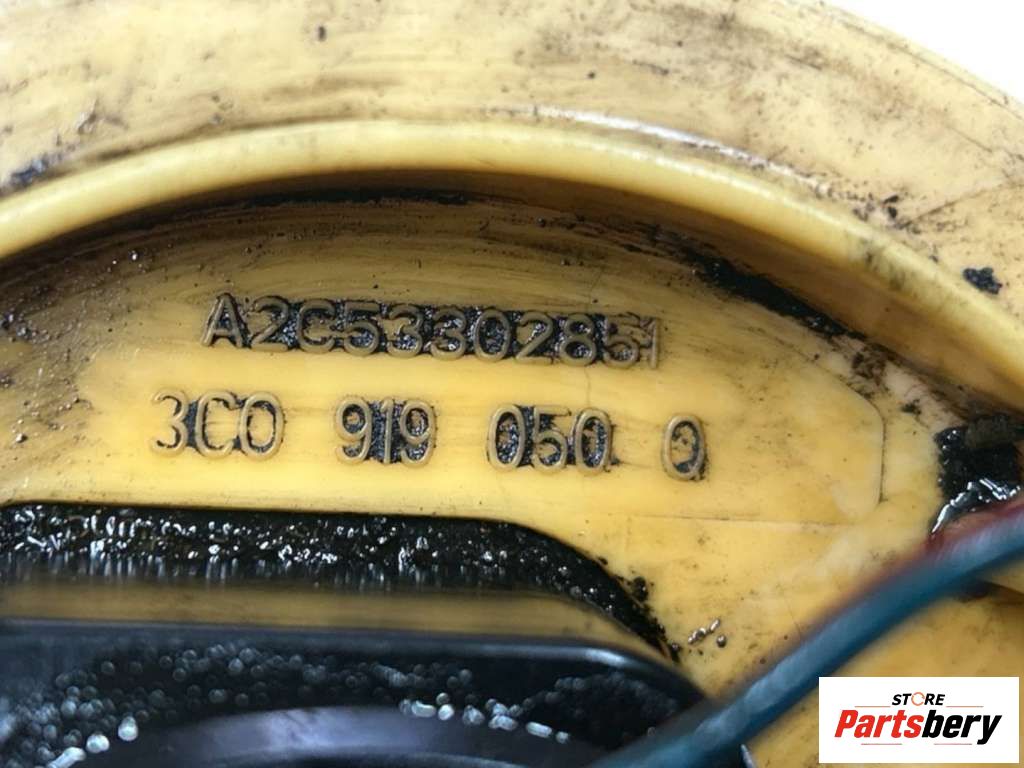 A2C53302851
3C0 919 050 Q
STORE
Partsbery